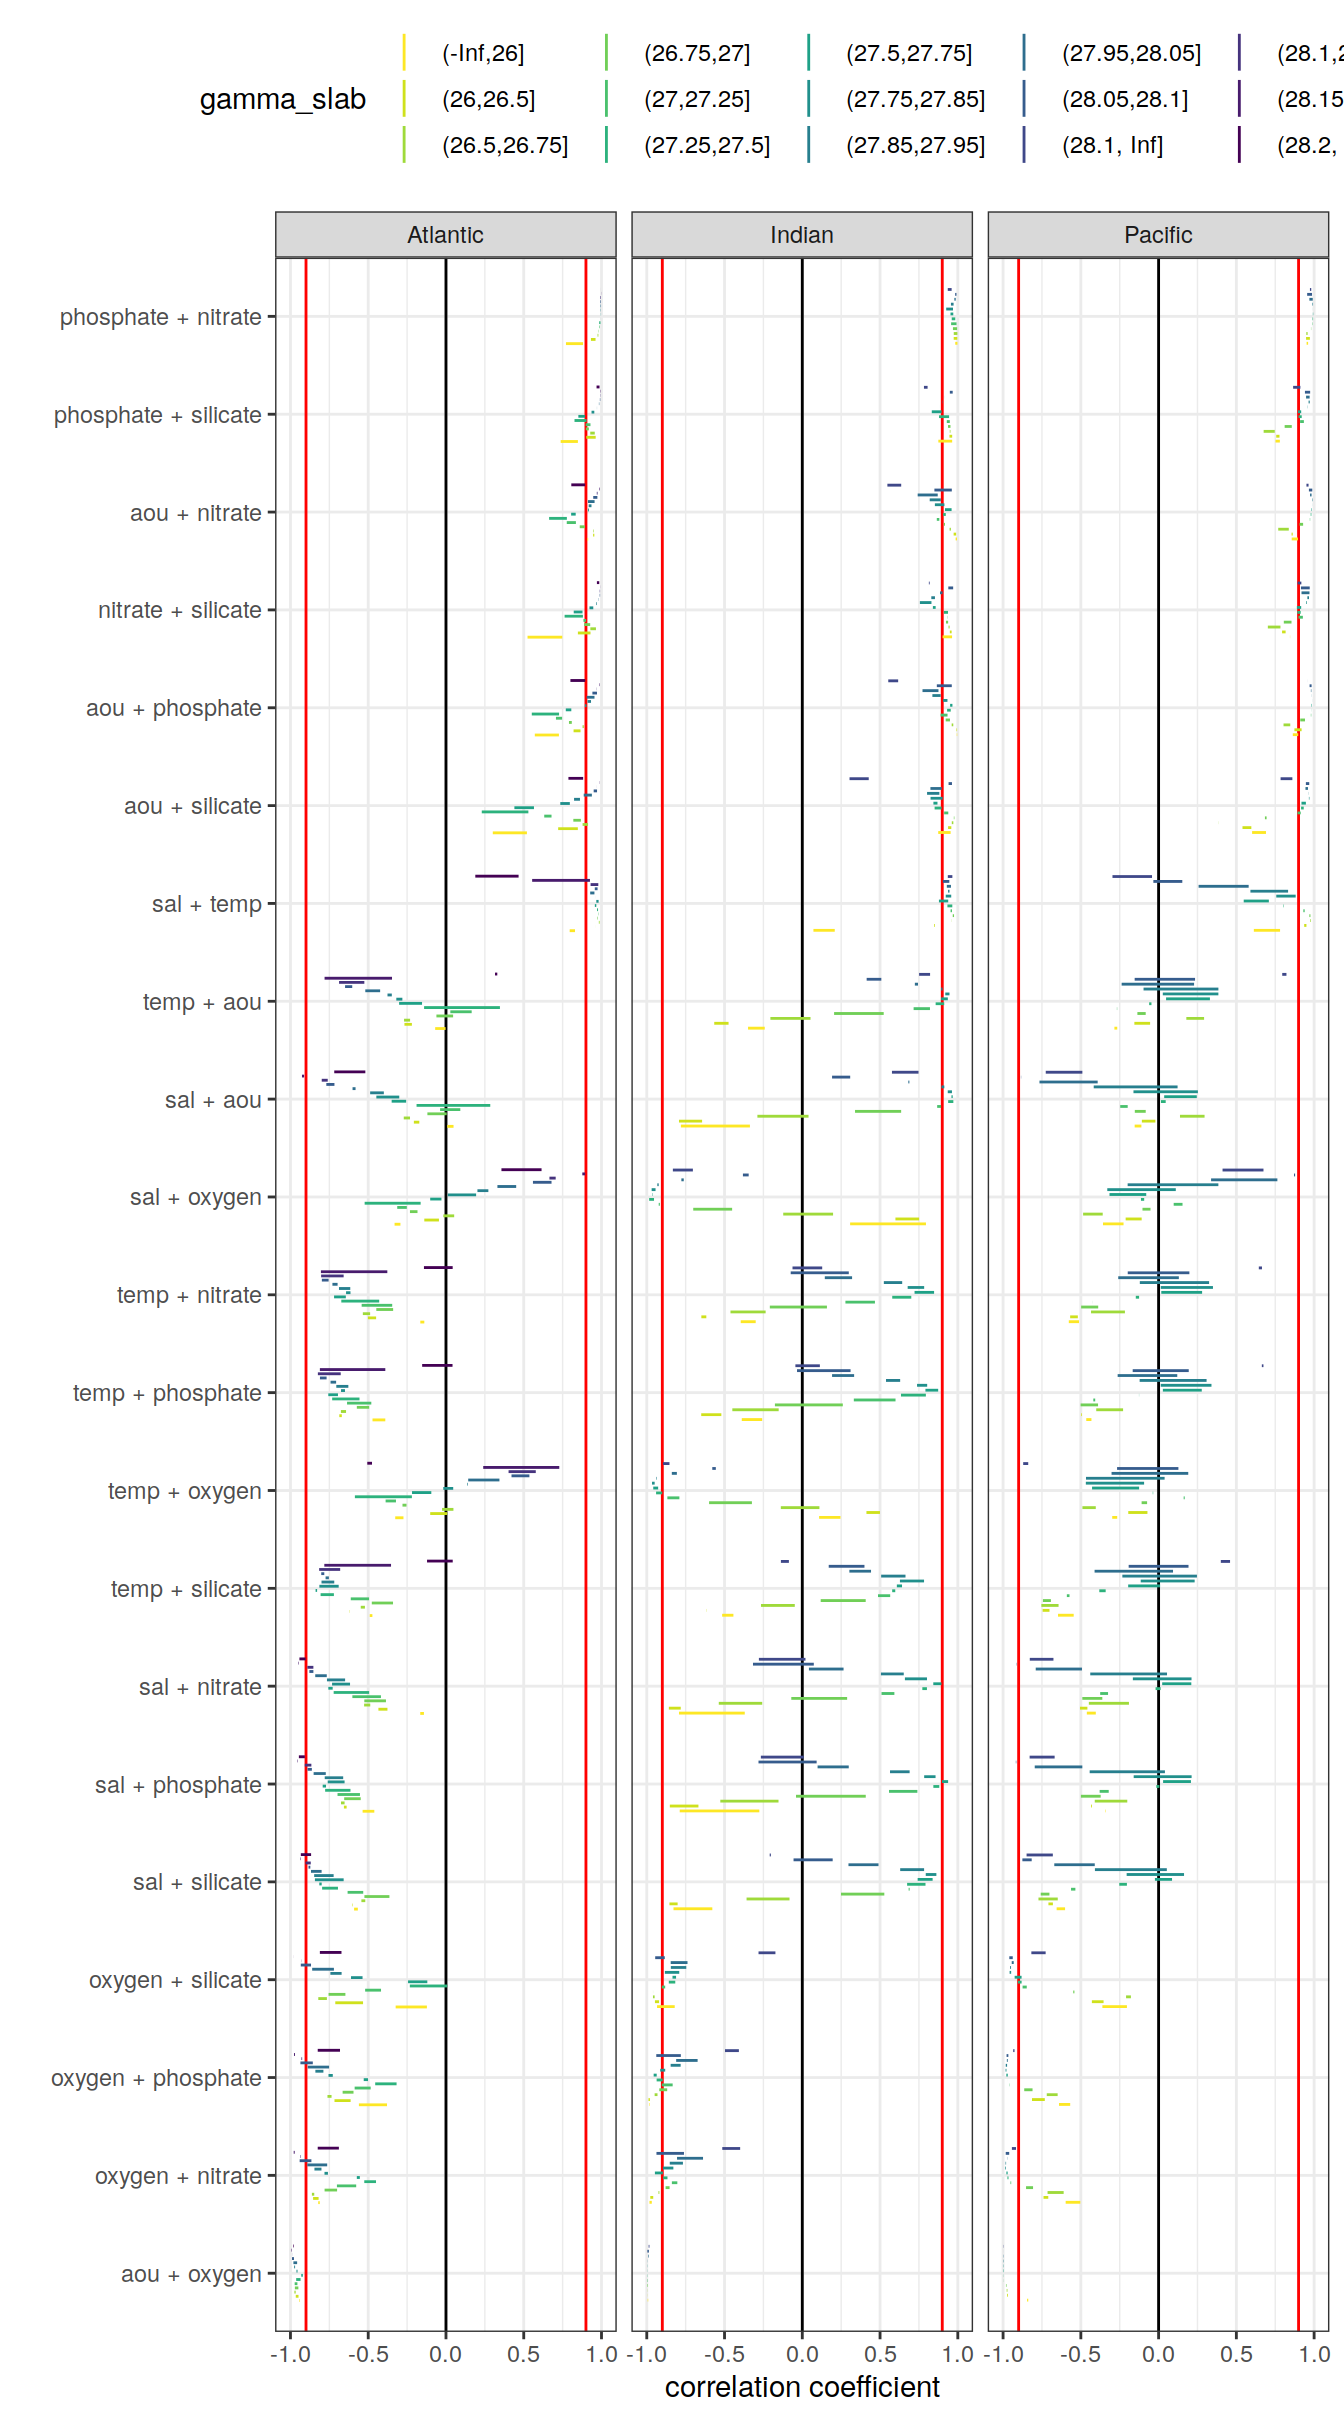 (-Inf,26] (26.75,27] (27.5,27.75] (27.95,28.05] (28.1,
gamma_slab (26,26.5] (27,27.25] (27.75,27.85] (28.05,28.1] (28.15
(26.5,26.75] (27.25,27.5] (27.85,27.95] (28.1, Inf] (28.2,
Atlantic Indian Pacific
phosphate + nitrate
phosphate + silicate
aou + nitrate
nitrate + silicate
aou + phosphate
aou + silicate
sal + temp
temp + aou
sal + aou
sal + oxygen
temp + nitrate
temp + phosphate
temp + oxygen
temp + silicate
sal + nitrate
sal + phosphate
sal + silicate
oxygen + silicate
oxygen + phosphate
oxygen + nitrate
aou + oxygen
-1.0 -0.5 0.0 0.5 1.0 -1.0 -0.5 0.0 0.5 1.0 -1.0 -0.5 0.0 0.5 1.0
correlation coefficient